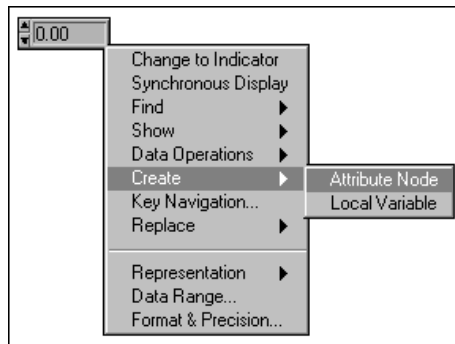 0.00
Change to Indicator
Synchronous Display
Find
Show
Data Operations
Create
Attribute Node
Key Navigation...
Local Variable
Replace
Representation
Data Range...
Format & Precision...